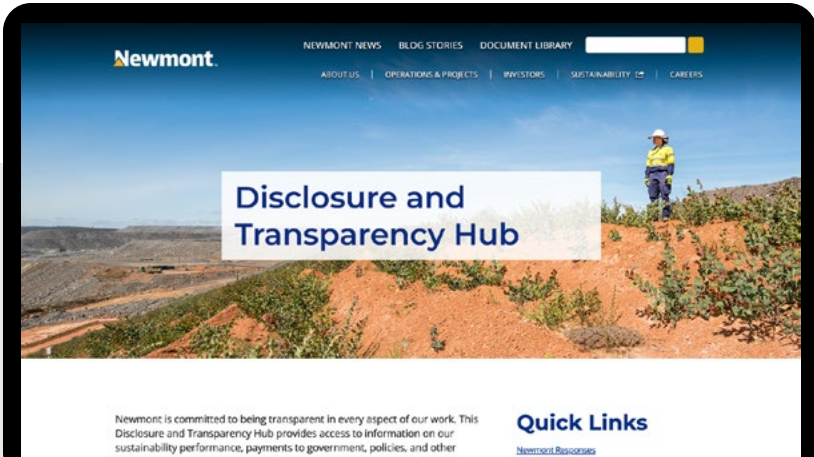 NEWMONT NEWS BLOG STORIES DOCUMENT LIBRARY
Newmont.
ABOUT US | OPERATIONS & PROJECTS | INVESTORS | SUSTAINABILITY | CAREERS
Disclosure and
Transparency Hub
Newmont is committed to being transparent in every aspect of our work. This
Disclosure and Transparency Hub provides access to information on our
sustainability performance, payments to government, policies, and other
Quick Links
Newmont Responses